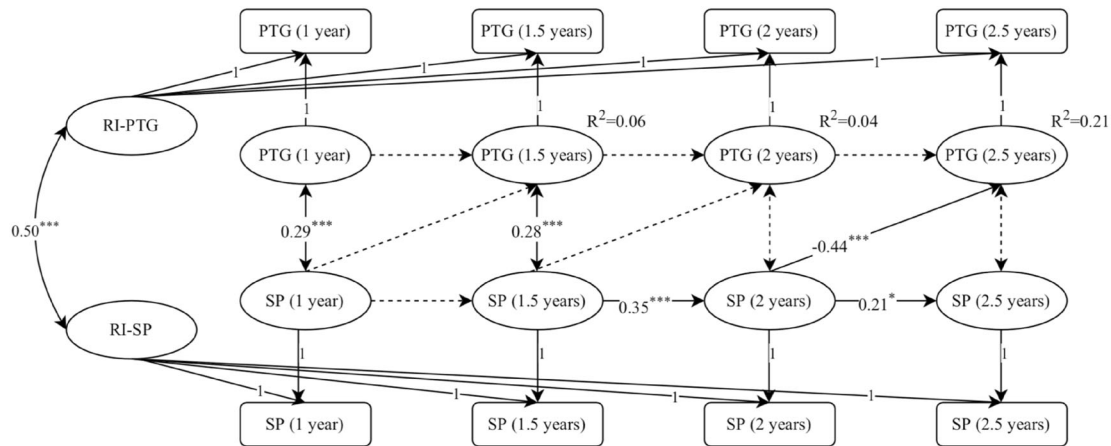 PTG (1 year) PTG (1.5 years) PTG (2 years) PTG (2.5 years)
1 1 1 1
1 1 1 1
RI-PTG
R²=0.06 R²=0.04 R²=0.21
PTG (1 year) PTG (1.5 years) PTG (2 years) PTG (2.5 years)
0.50*** 0.29*** 0.28*** -0.44***
SP (1 year) SP (1.5 years) 0.35*** SP (2 years) 0.21* SP (2.5 years)
RI-SP
1 1 1 1
1 1 1 1
SP (1 year) SP (1.5 years) SP (2 years) SP (2.5 years)